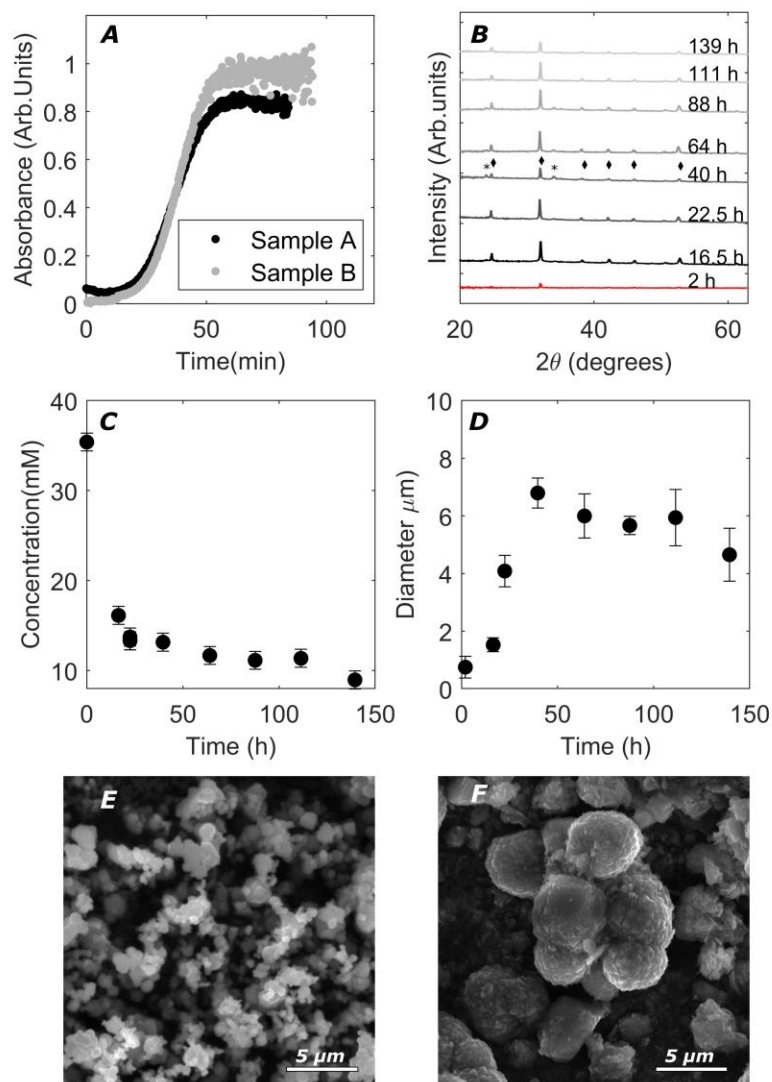 A
Absorbance (Arb.Units)
1
0.8
0.6
0.4
0.2
0
Sample A
Sample B
0
50
100
Time(min)
B
Intensity (Arb.units)
139 h
111 h
88 h
64 h
* ♦ ♦ * ♦ ♦ ♦ ♦
40 h
22.5 h
16.5 h
2 h
20
40
60
2θ (degrees)
C
Concentration(mM)
40
30
20
10
0
50
100
150
Time (h)
D
Diameter μm
10
8
6
4
2
0
0
50
100
150
Time (h)
E
5 μm
F
5 μm